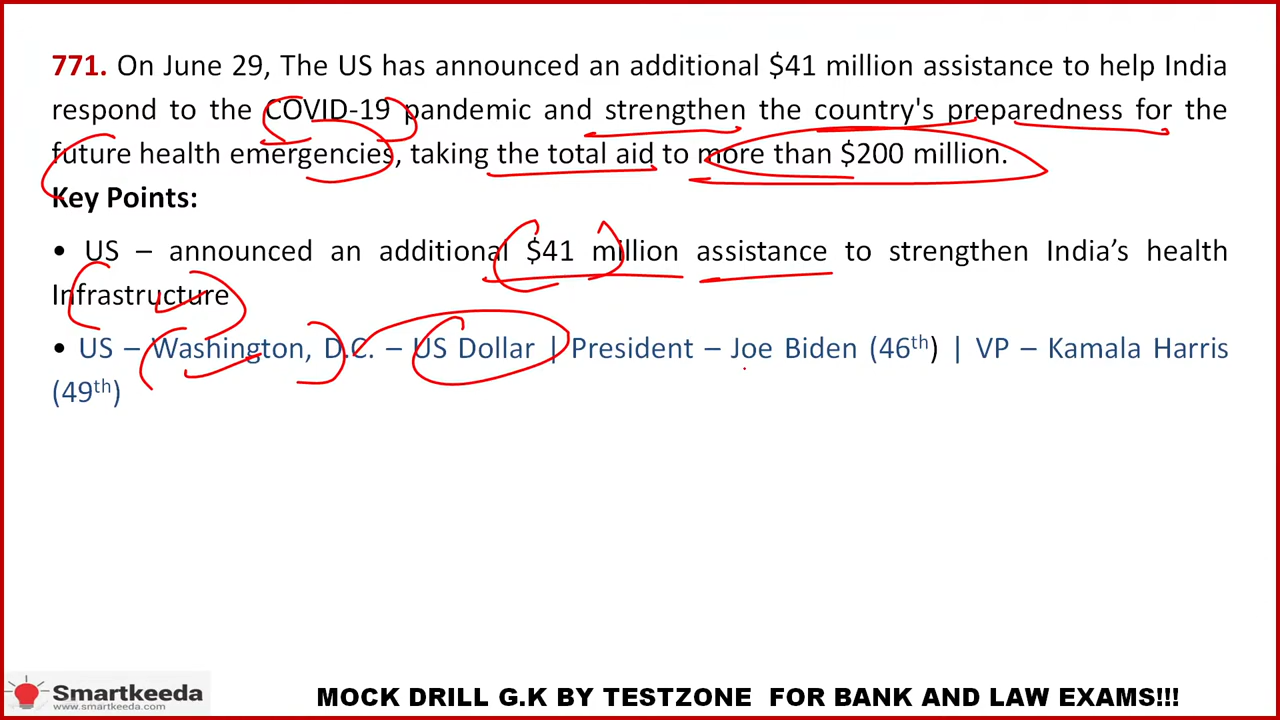 771. On June 29, The US has announced an additional $41 million assistance to help India
respond to the COVID-19 pandemic and strengthen the country's preparedness for the
future health emergencies, taking the total aid to more than $200 million.
Key Points:
• US – announced an additional $41 million assistance to strengthen India’s health
Infrastructure
• US – Washington, D.C. – US Dollar | President – Joe Biden (46th) | VP – Kamala Harris
(49th)
Smartkeeda
www.smartkeeda.com
MOCK DRILL G.K BY TESTZONE FOR BANK AND LAW EXAMS!!!